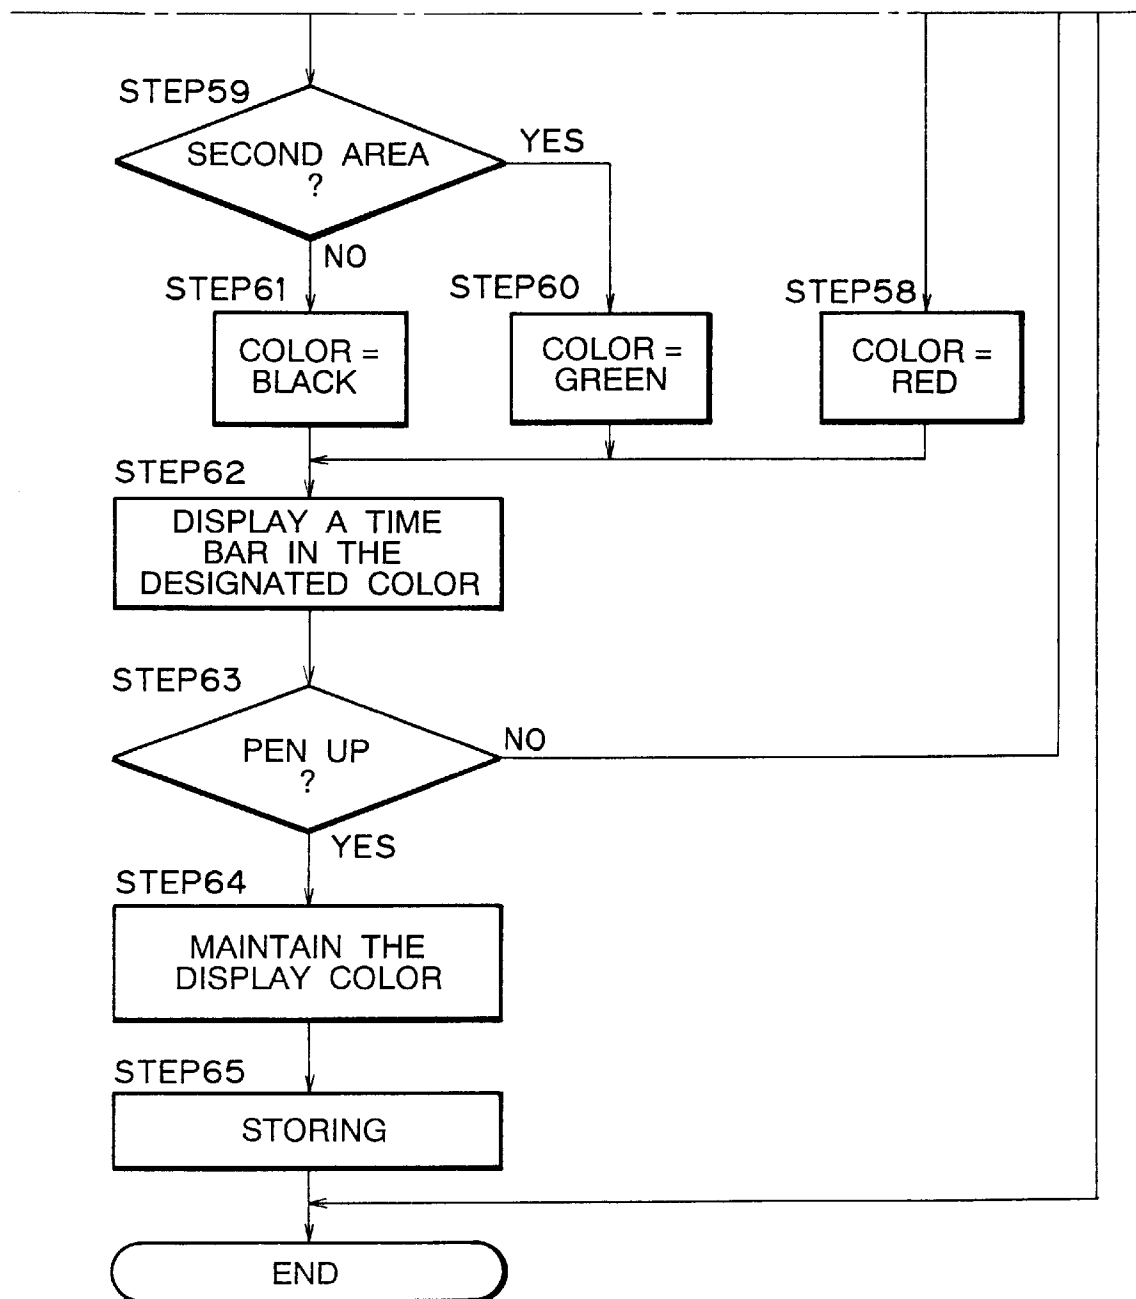 STEP59
SECOND AREA
?
YES
NO
STEP61
COLOR =
BLACK
STEP60
COLOR =
GREEN
STEP58
COLOR =
RED
STEP62
DISPLAY A TIME
BAR IN THE
DESIGNATED COLOR
STEP63
PEN UP
?
NO
YES
STEP64
MAINTAIN THE
DISPLAY COLOR
STEP65
STORING
END